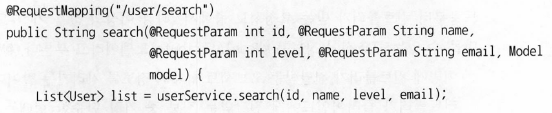 @RequestMapping("/user/search")
public String search(@RequestParam int id, @RequestParam String name,
@RequestParam int level, @RequestParam String email, Model
model) {
List<User> list = userService.search(id, name, level, email);